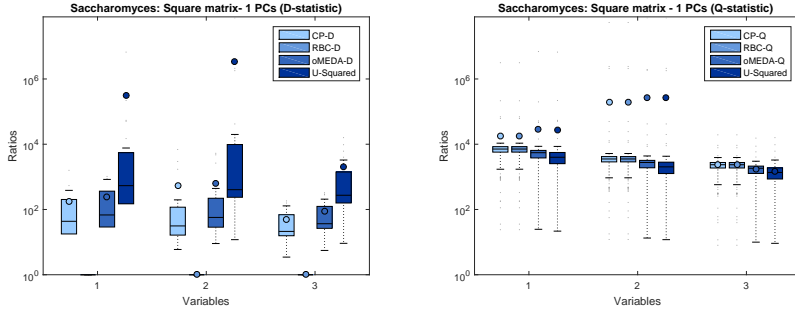 Saccharomyces: Square matrix- 1 PCs (D-statistic)
CP-D
RBC-D
oMEDA-D
U-Squared
10^6
10^4
10^2
10^0
Ratios
1
2
3
Variables
Saccharomyces: Square matrix - 1 PCs (Q-statistic)
CP-Q
RBC-Q
oMEDA-Q
U-Squared
10^6
10^4
10^2
10^0
Ratios
1
2
3
Variables